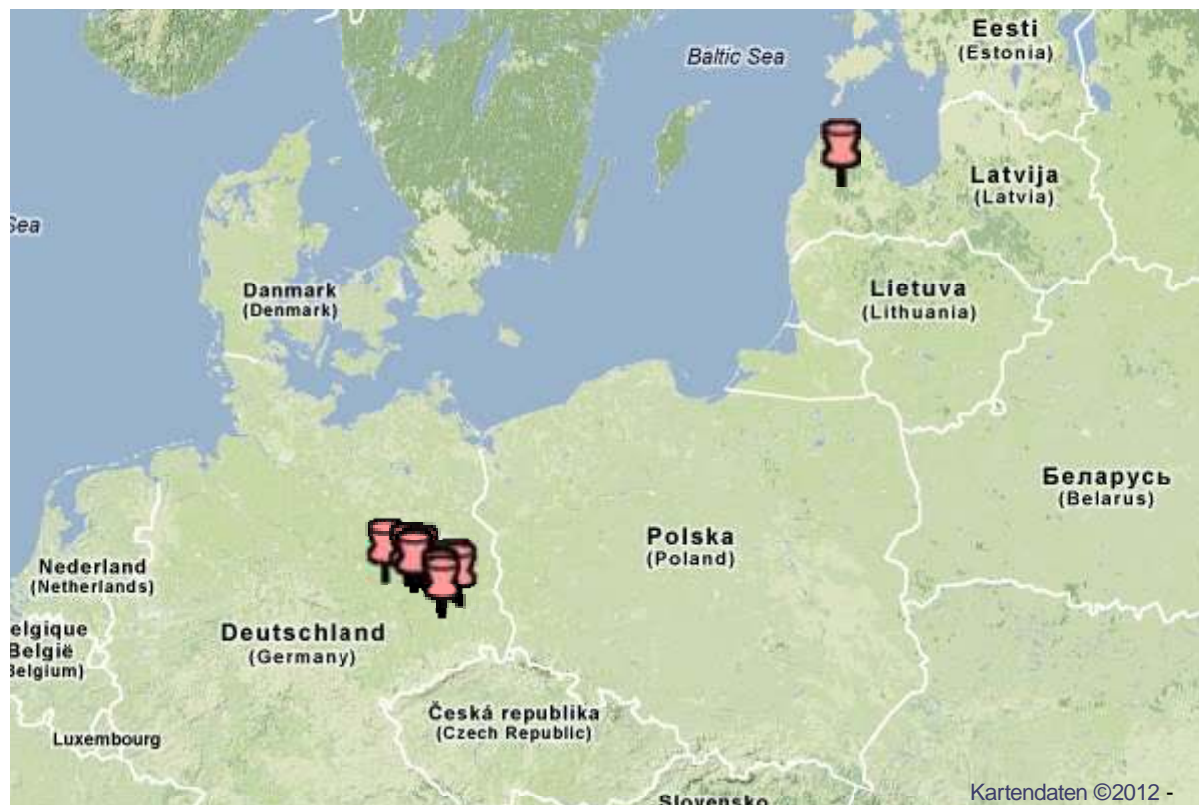 Eesti
(Estonia)
Baltic Sea
Latvija
(Latvia)
Sea
Danmark
(Denmark)
Lietuva
(Lithuania)
Беларусь
(Belarus)
Polska
(Poland)
Nederland
(Netherlands)
elgique
België
Belgium)
Deutschland
(Germany)
Česká republika
(Czech Republic)
Luxembourg
Slovensko
Kartendaten ©2012 -